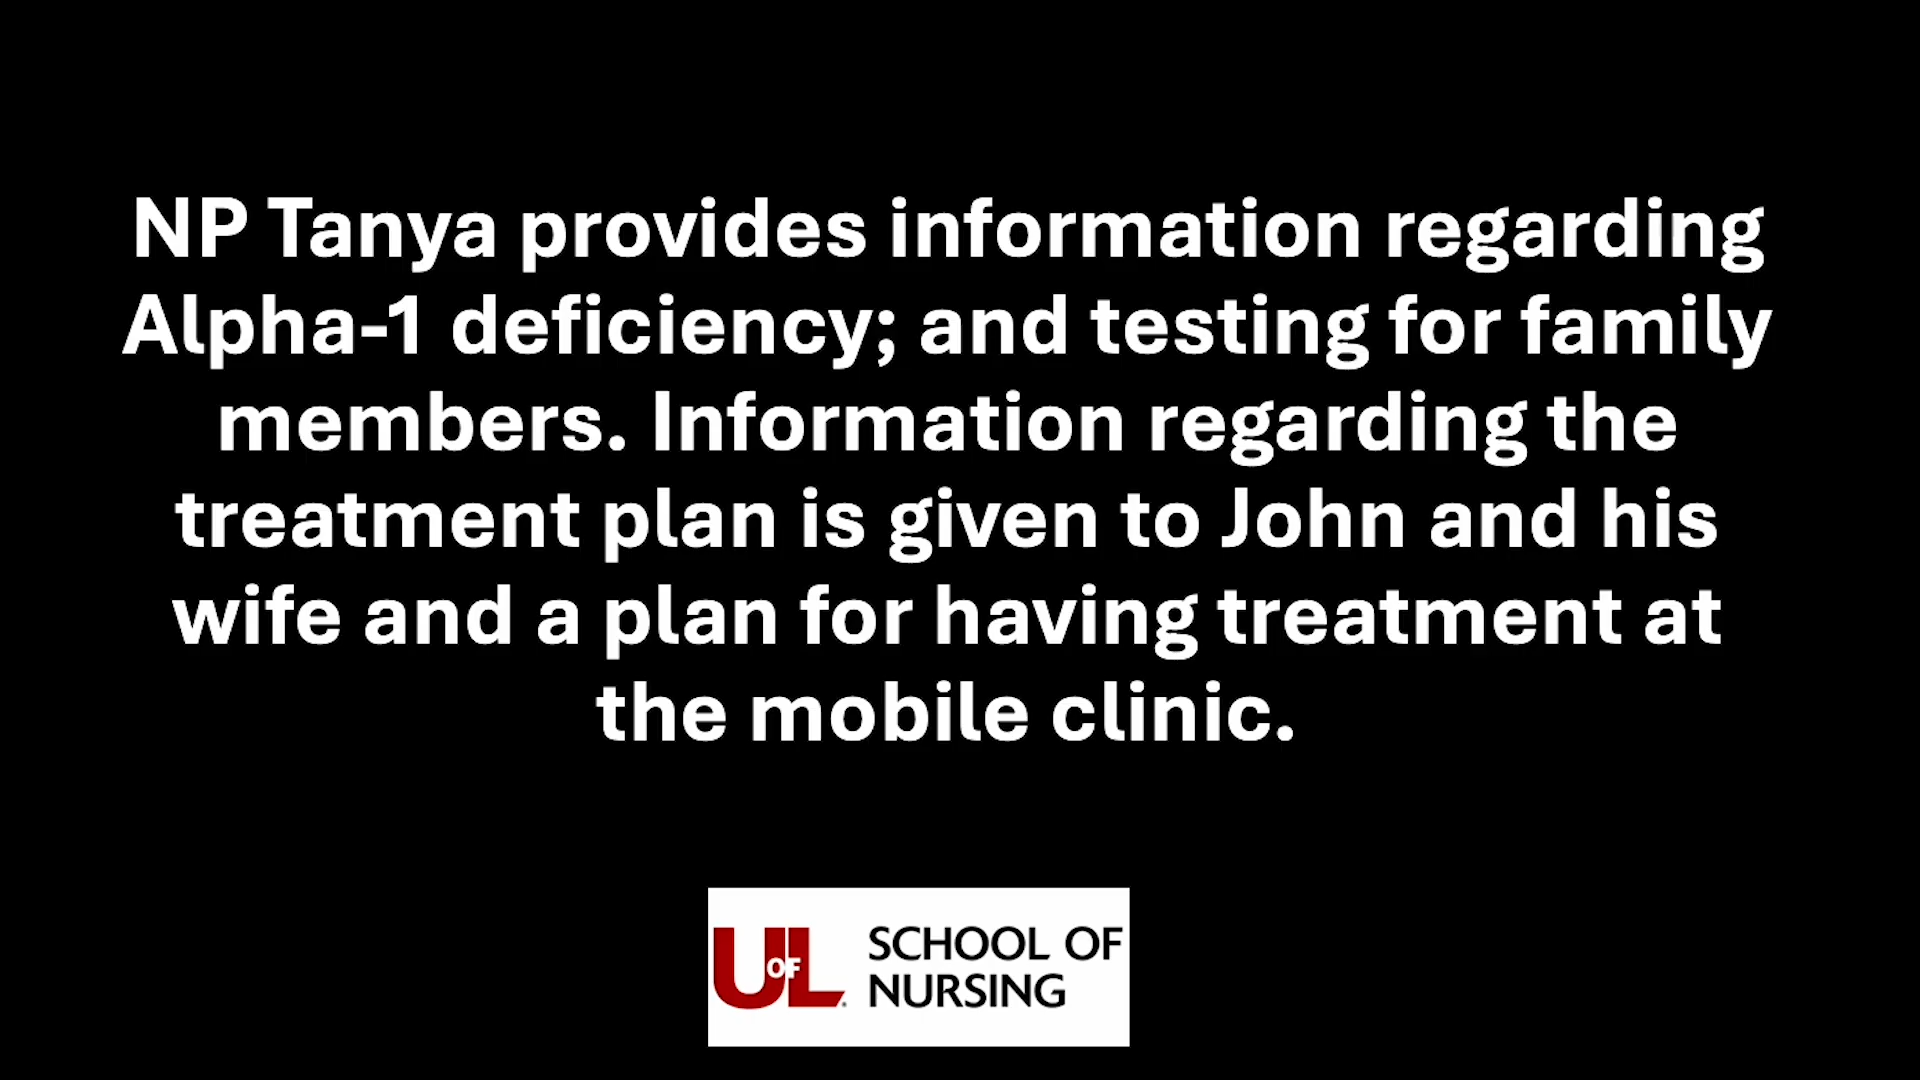 NP Tanya provides information regarding
Alpha-1 deficiency; and testing for family
members. Information regarding the
treatment plan is given to John and his
wife and a plan for having treatment at
the mobile clinic.
UOFL
SCHOOL OF
NURSING